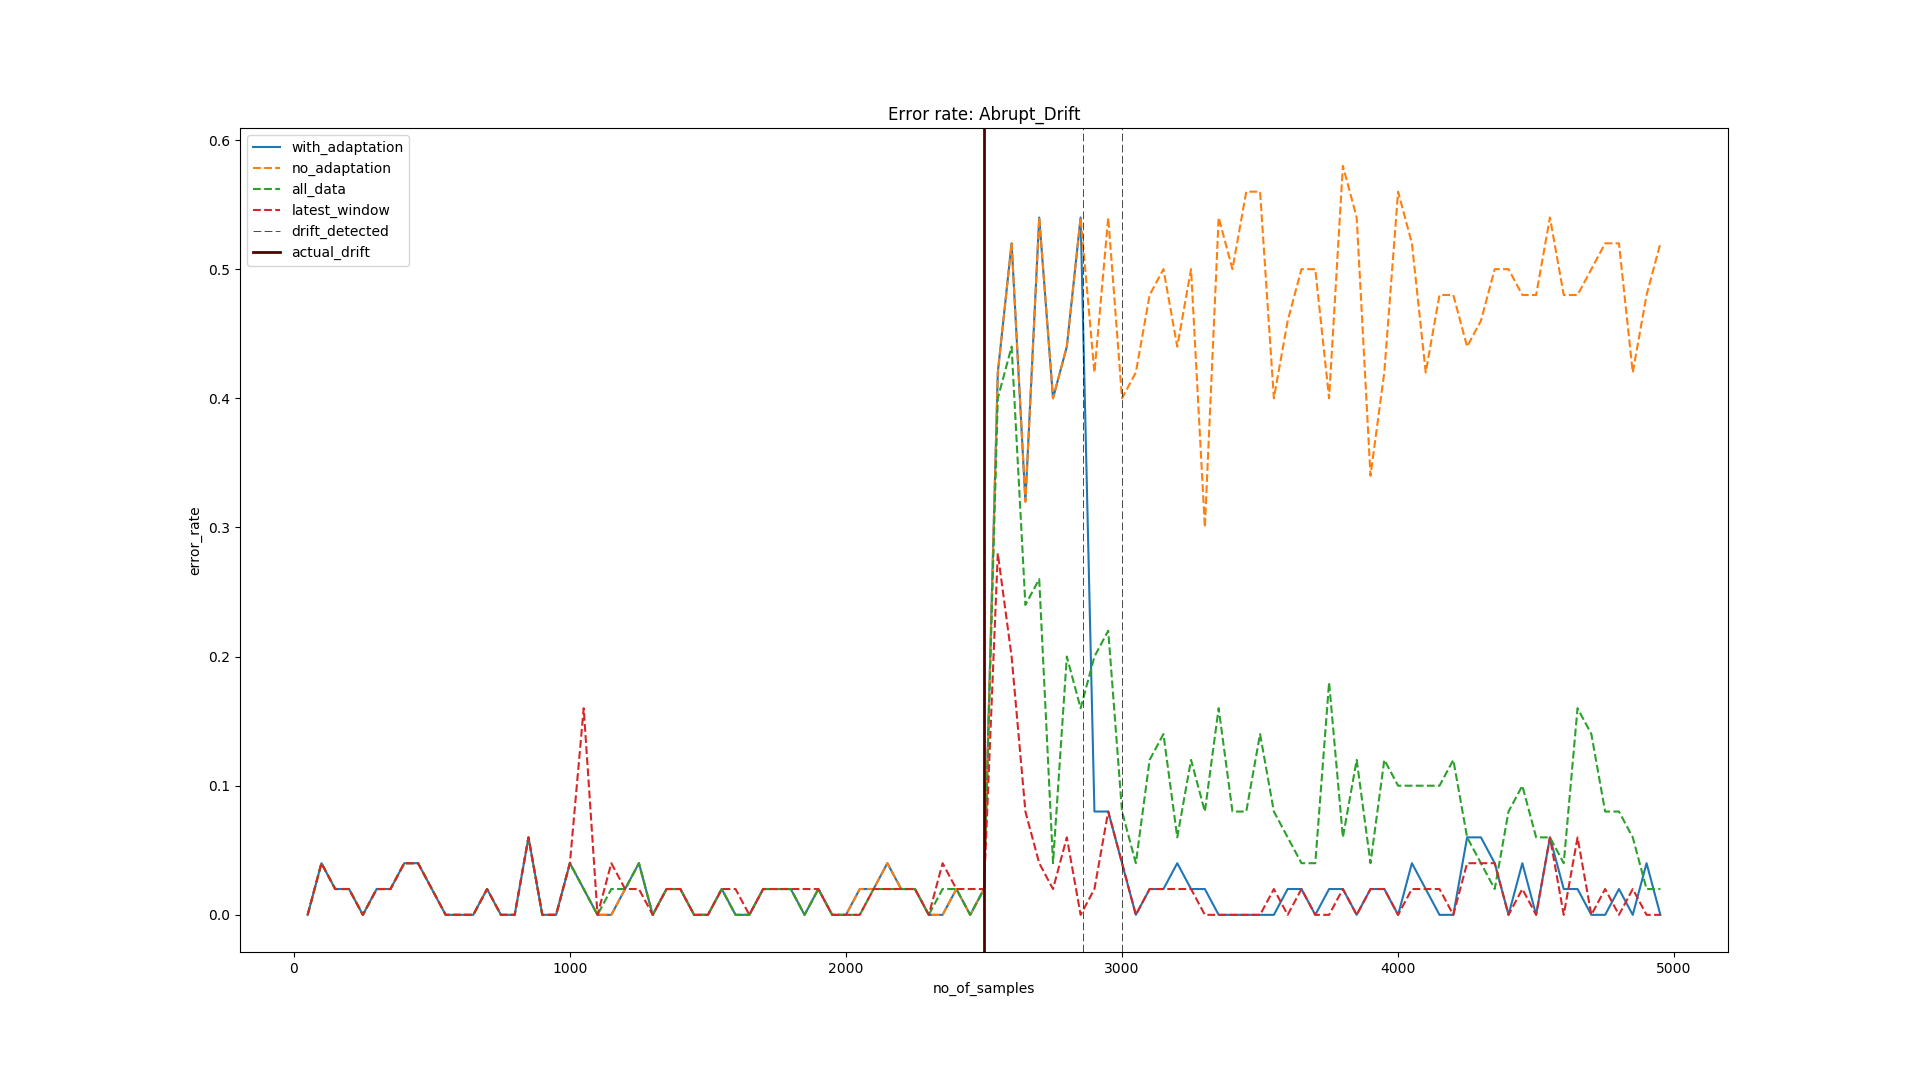 Error rate: Abrupt_Drift
with_adaptation
no_adaptation
all_data
latest_window
drift_detected
actual_drift
0.6
0.5
0.4
0.3
0.2
0.1
0.0
error_rate
0 1000 2000 3000 4000 5000
no_of_samples